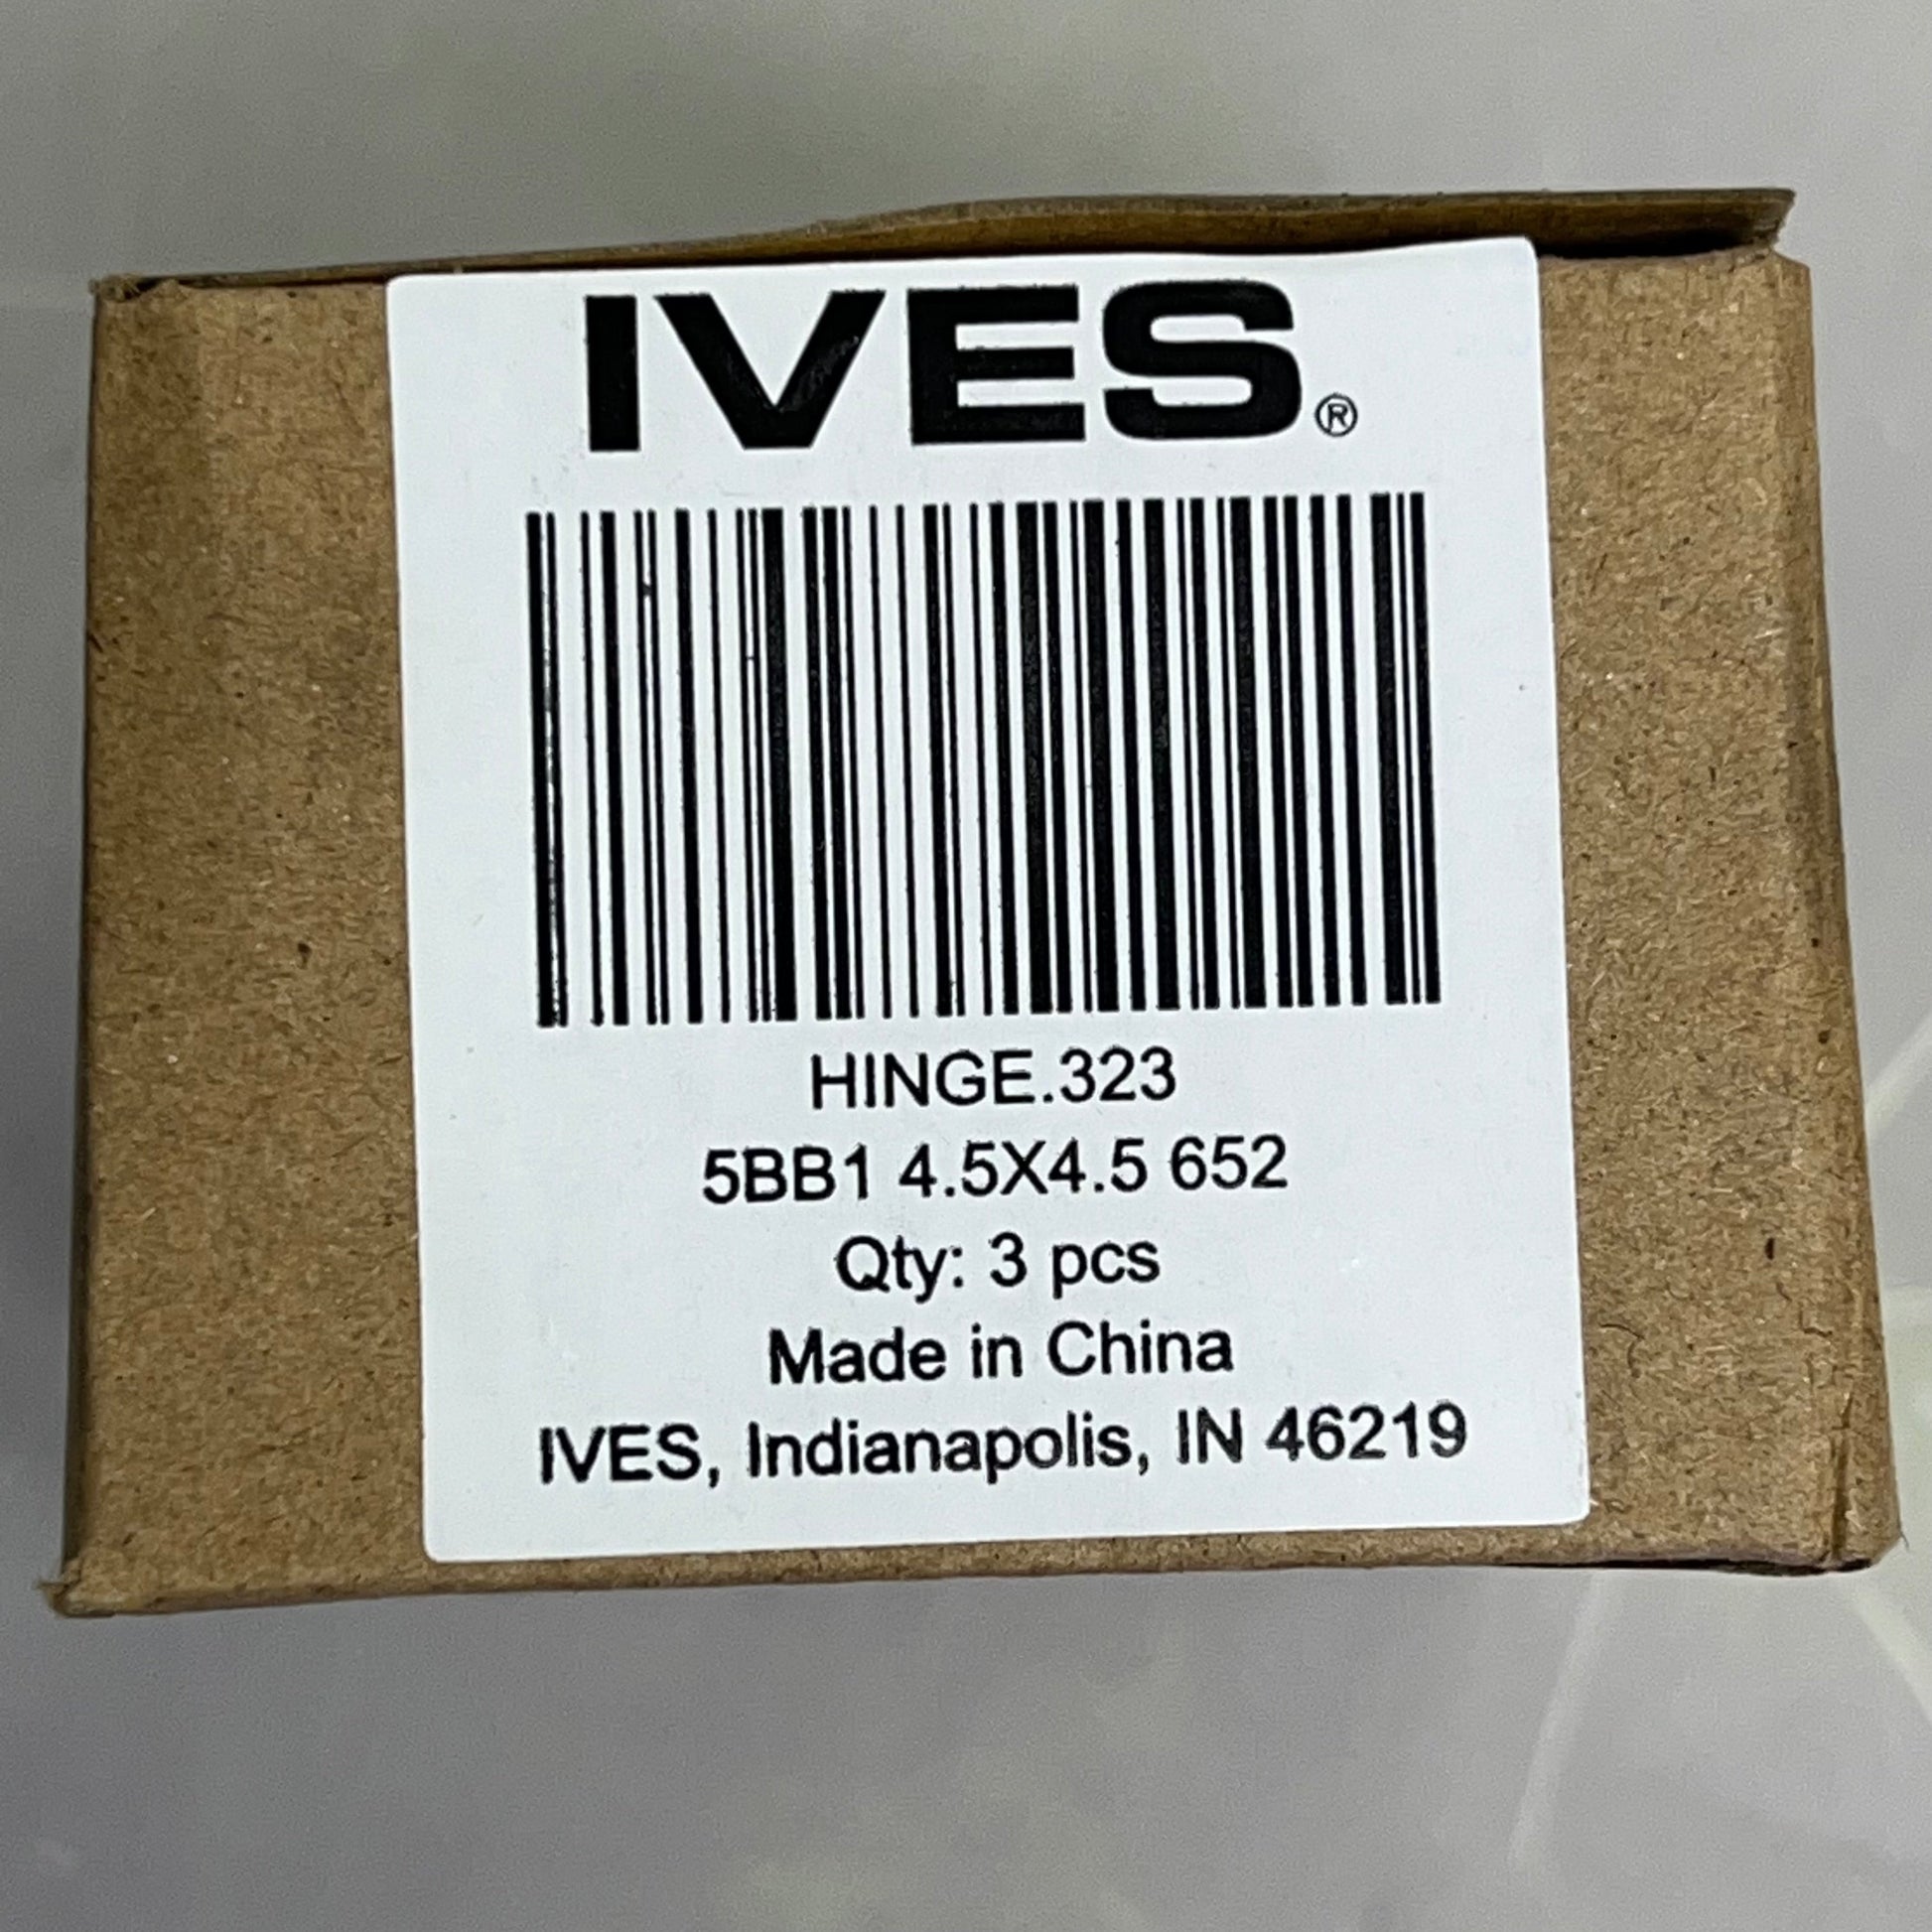 IVES®
HINGE.323
5BB1 4.5X4.5 652
Qty: 3 pcs
Made in China
IVES, Indianapolis, IN 46219